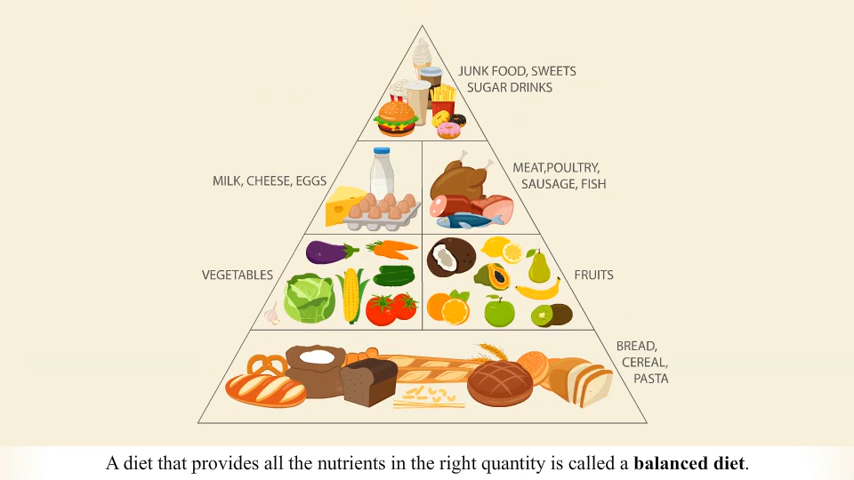 JUNK FOOD, SWEETS
SUGAR DRINKS
MILK, CHEESE, EGGS
MEAT,POULTRY,
SAUSAGE, FISH
VEGETABLES
FRUITS
BREAD,
CEREAL,
PASTA
A diet that provides all the nutrients in the right quantity is called a balanced diet.